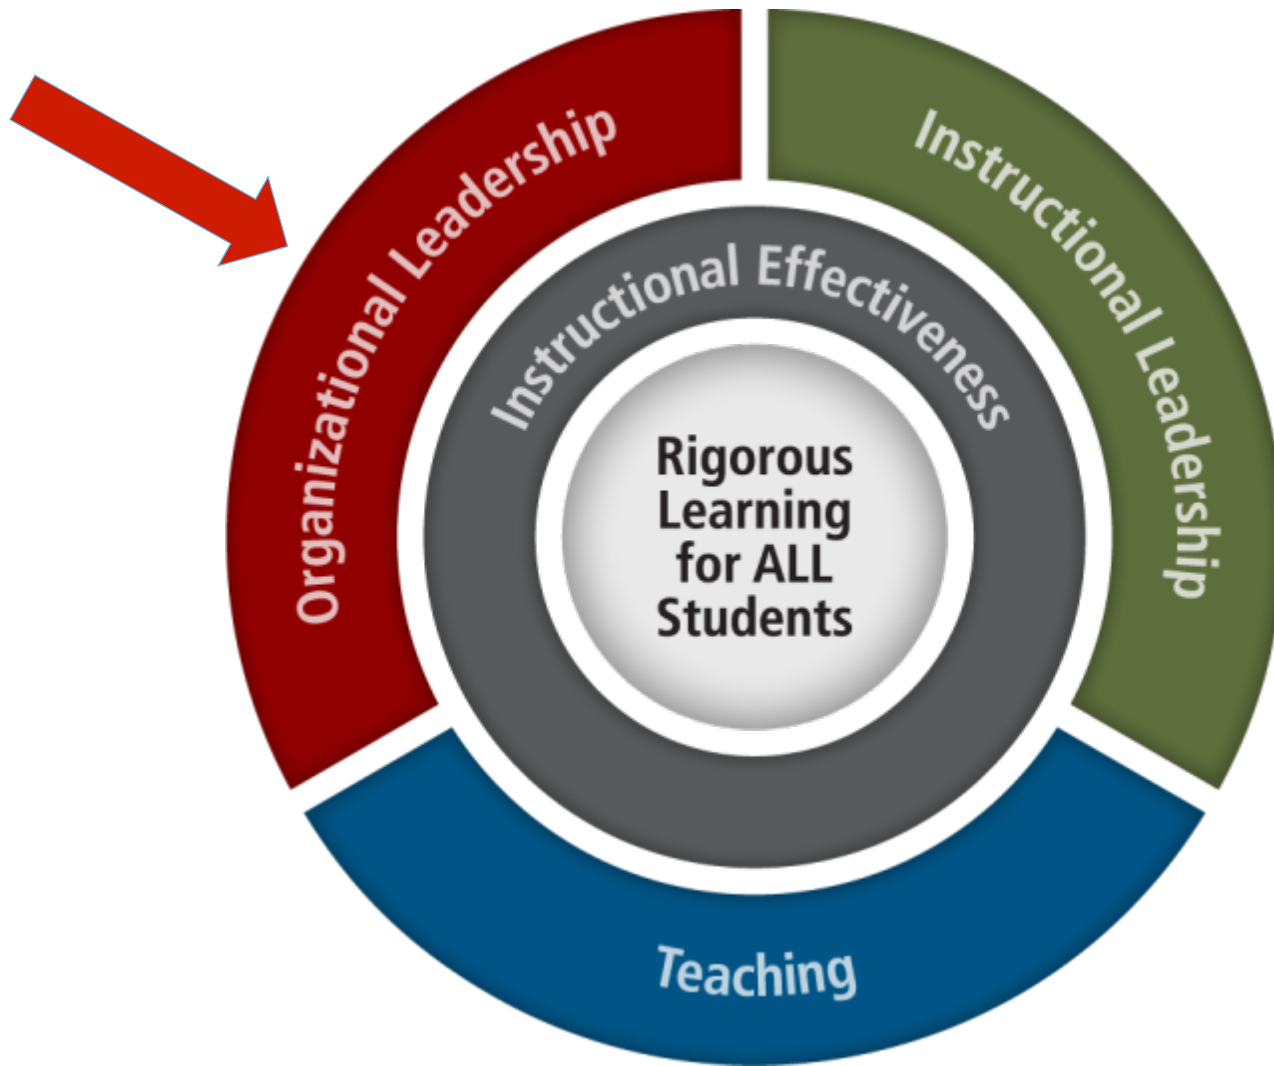 Organizational Leadership
Instructional Leadership
Instructional Effectiveness
Rigorous
Learning
for ALL
Students
Teaching